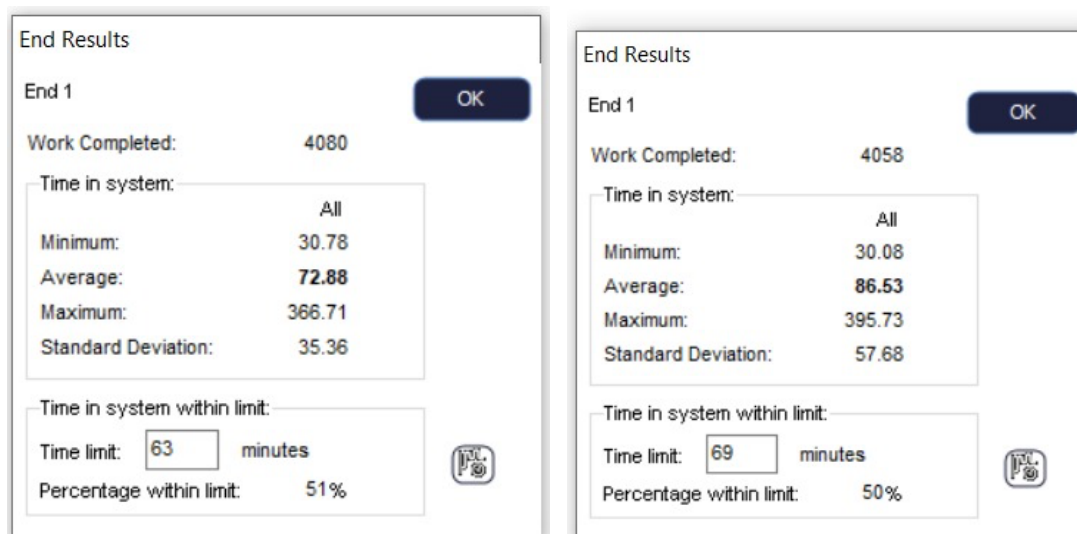 End Results
End 1
OK
Work Completed: 4080
Time in system:
All
Minimum: 30.78
Average: 72.88
Maximum: 366.71
Standard Deviation: 35.36
Time in system within limit:
Time limit: 63 minutes
Percentage within limit: 51%
End Results
End 1
OK
Work Completed: 4058
Time in system:
All
Minimum: 30.08
Average: 86.53
Maximum: 395.73
Standard Deviation: 57.68
Time in system within limit:
Time limit: 69 minutes
Percentage within limit: 50%